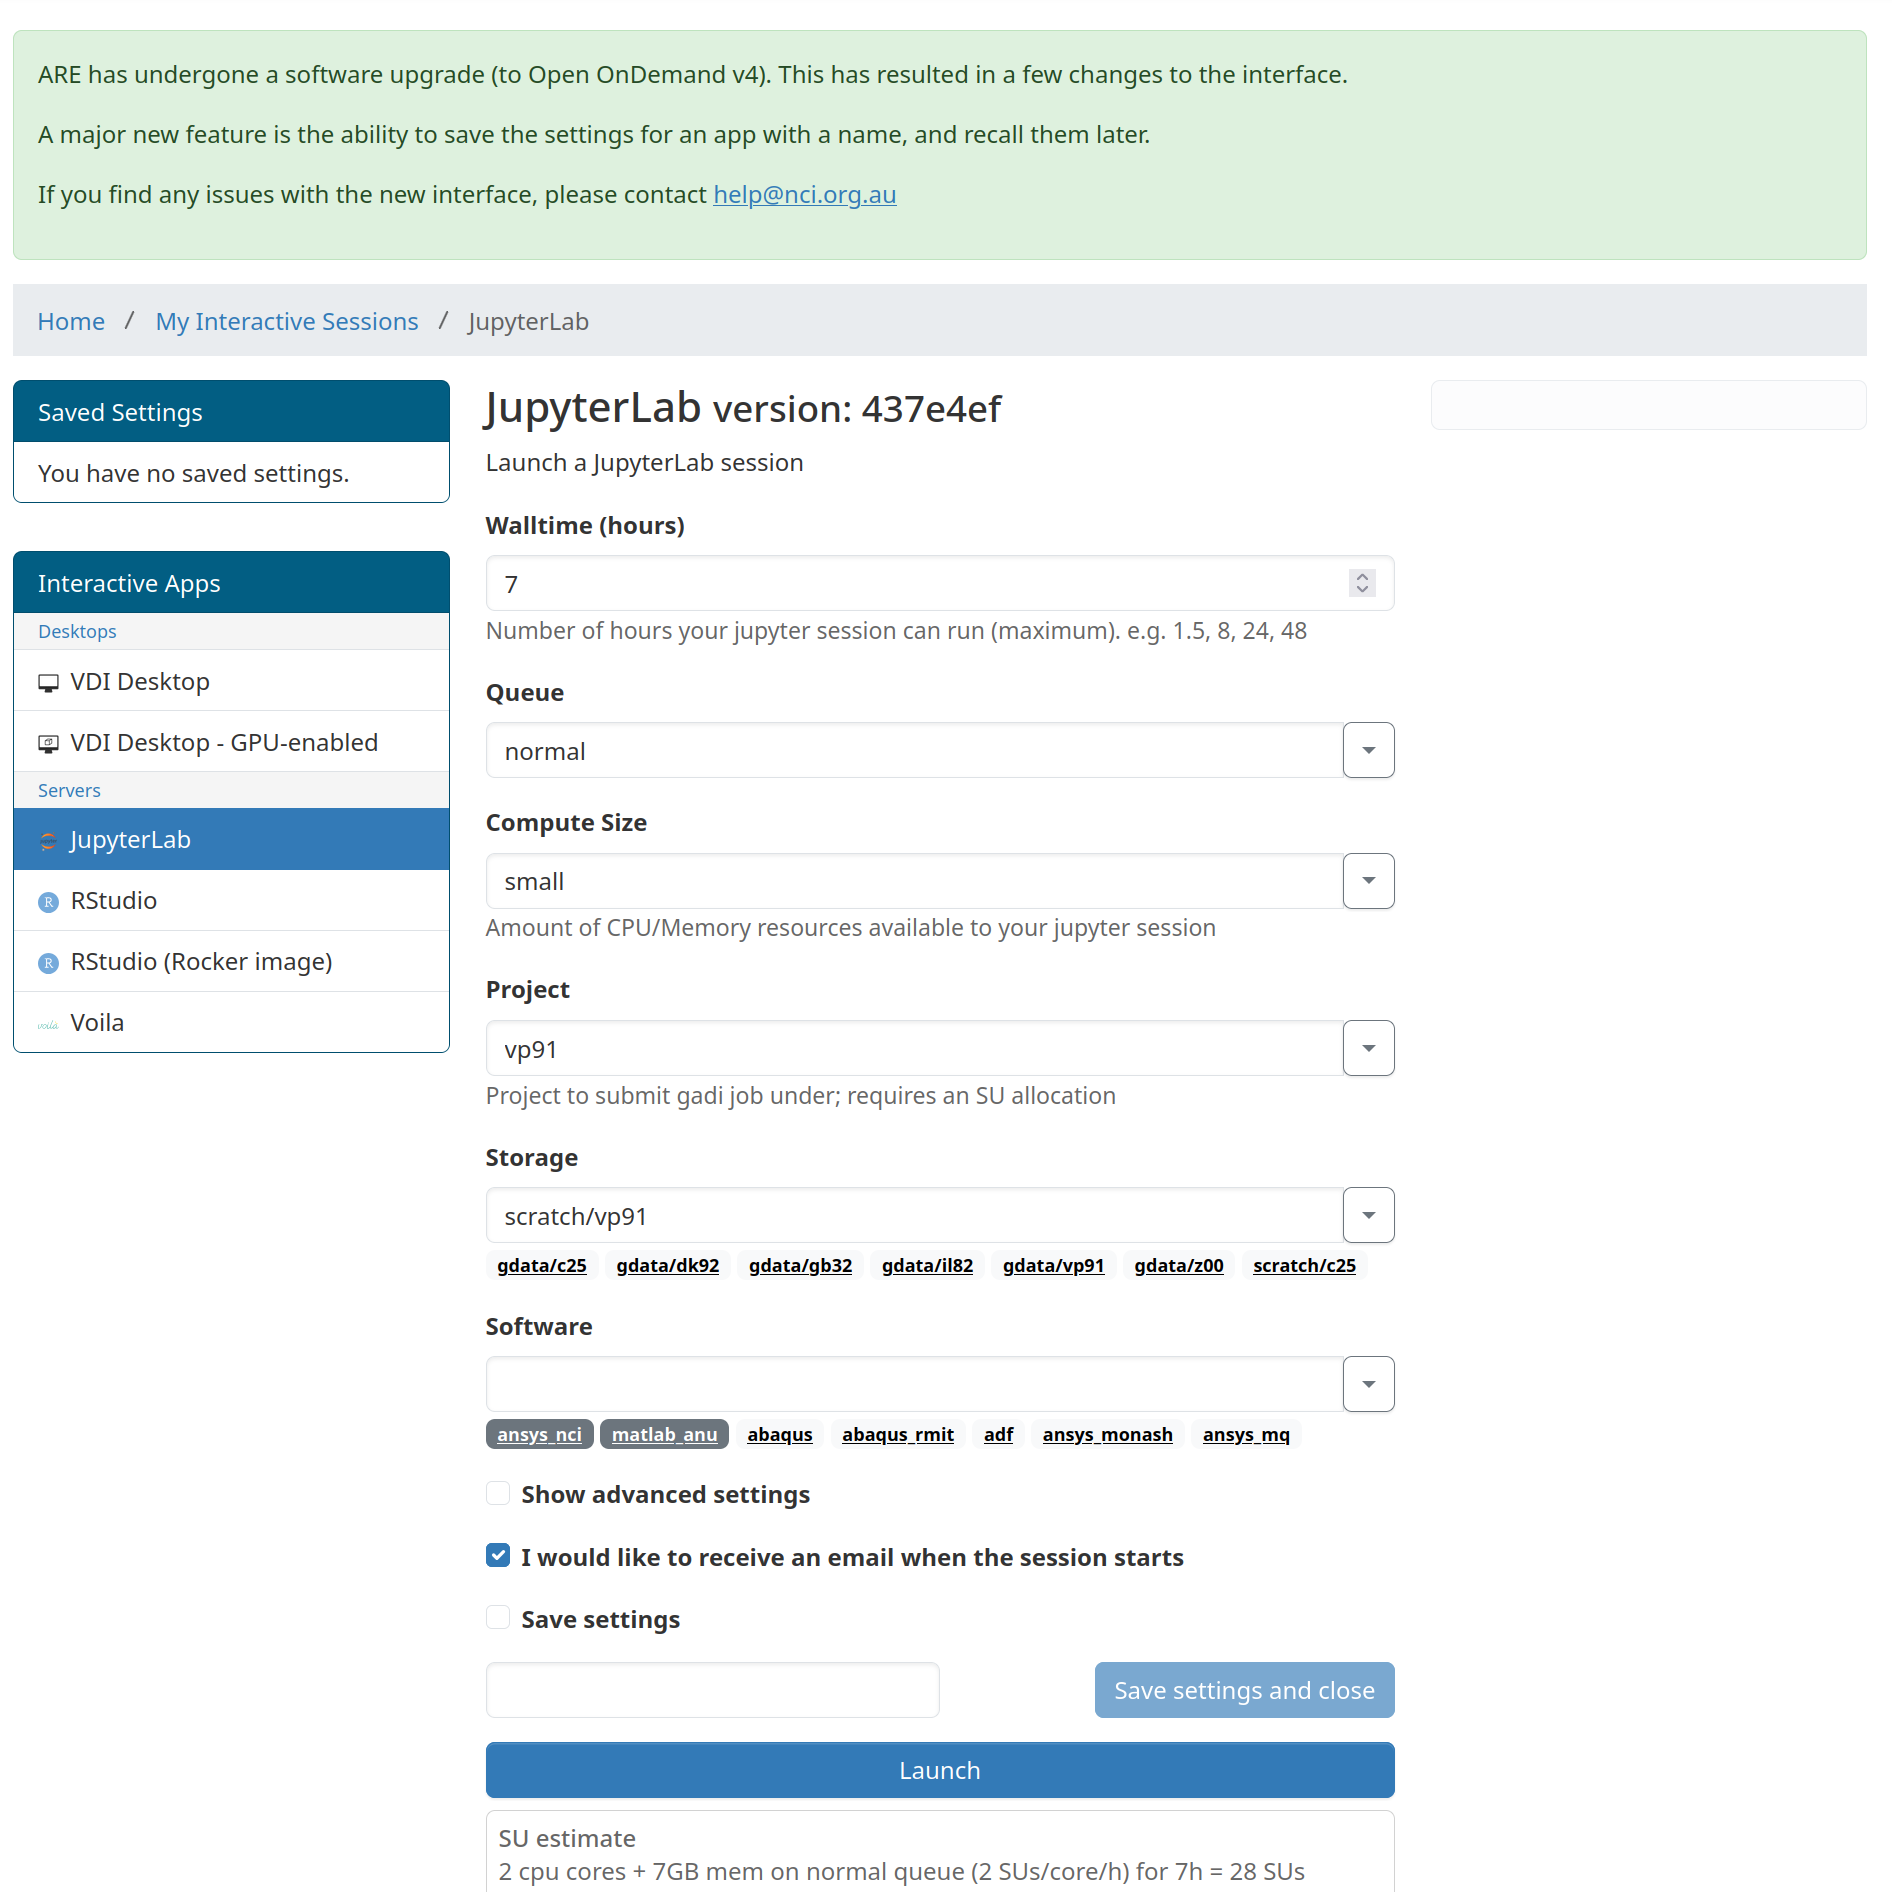 ARE has undergone a software upgrade (to Open OnDemand v4). This has resulted in a few changes to the interface.
A major new feature is the ability to save the settings for an app with a name, and recall them later.
If you find any issues with the new interface, please contact help@nci.org.au
Home / My Interactive Sessions / JupyterLab
Saved Settings
You have no saved settings.
Interactive Apps
Desktops
VDI Desktop
VDI Desktop - GPU-enabled
Servers
JupyterLab
R RStudio
R RStudio (Rocker image)
voilà Voila
JupyterLab version: 437e4ef
Launch a JupyterLab session
Walltime (hours)
7
Number of hours your jupyter session can run (maximum). e.g. 1.5, 8, 24, 48
Queue
normal
Compute Size
small
Amount of CPU/Memory resources available to your jupyter session
Project
vp91
Project to submit gadi job under; requires an SU allocation
Storage
scratch/vp91
gdata/c25 gdata/dk92 gdata/gb32 gdata/il82 gdata/vp91 gdata/z00 scratch/c25
Software
ansys_nci matlab_anu abaqus abaqus_rmit adf ansys_monash ansys_mq
Show advanced settings
I would like to receive an email when the session starts
Save settings
Save settings and close
Launch
SU estimate
2 cpu cores + 7GB mem on normal queue (2 SUs/core/h) for 7h = 28 SUs